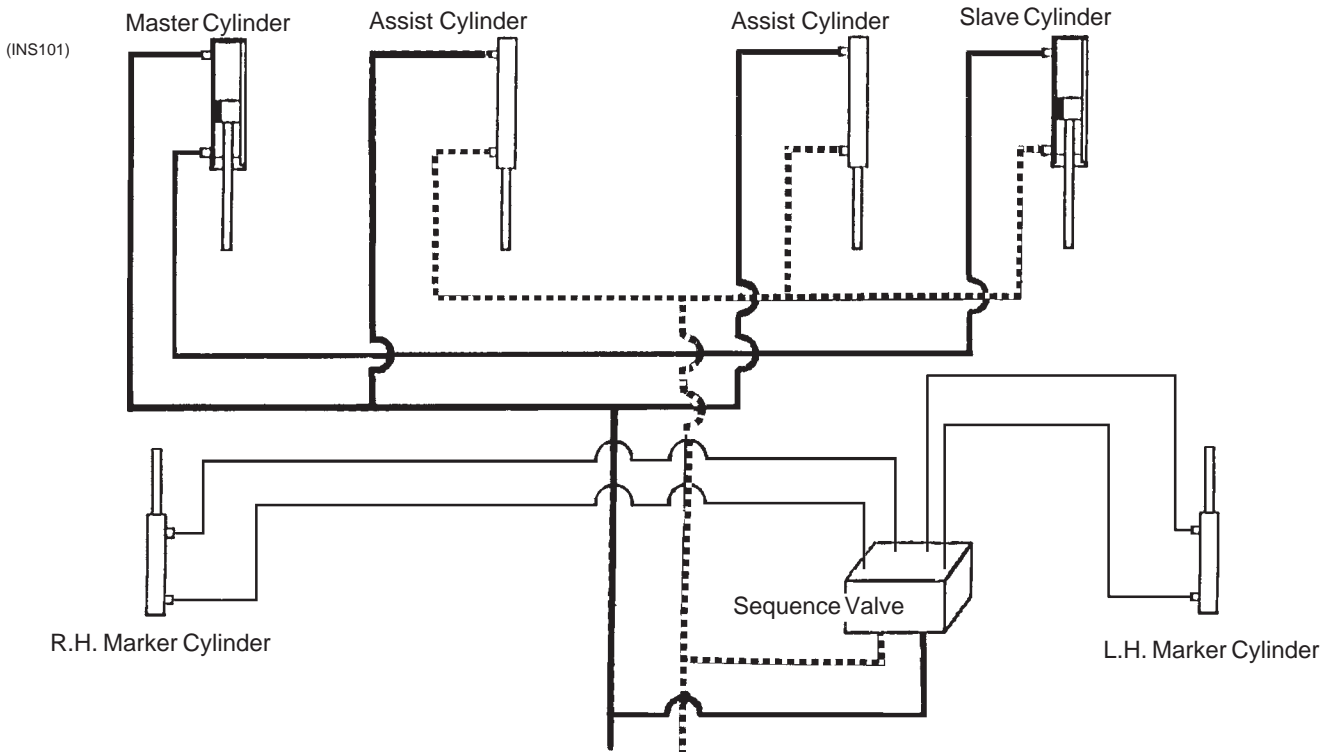 Master Cylinder
Assist Cylinder
Assist Cylinder
Slave Cylinder
(INS101)
Sequence Valve
R.H. Marker Cylinder
L.H. Marker Cylinder